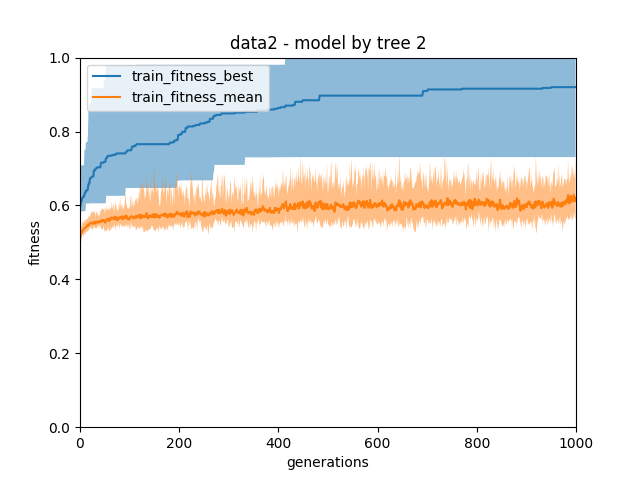 data2 - model by tree 2
train_fitness_best
train_fitness_mean
fitness
1.0
0.8
0.6
0.4
0.2
0.0
0 200 400 600 800 1000
generations